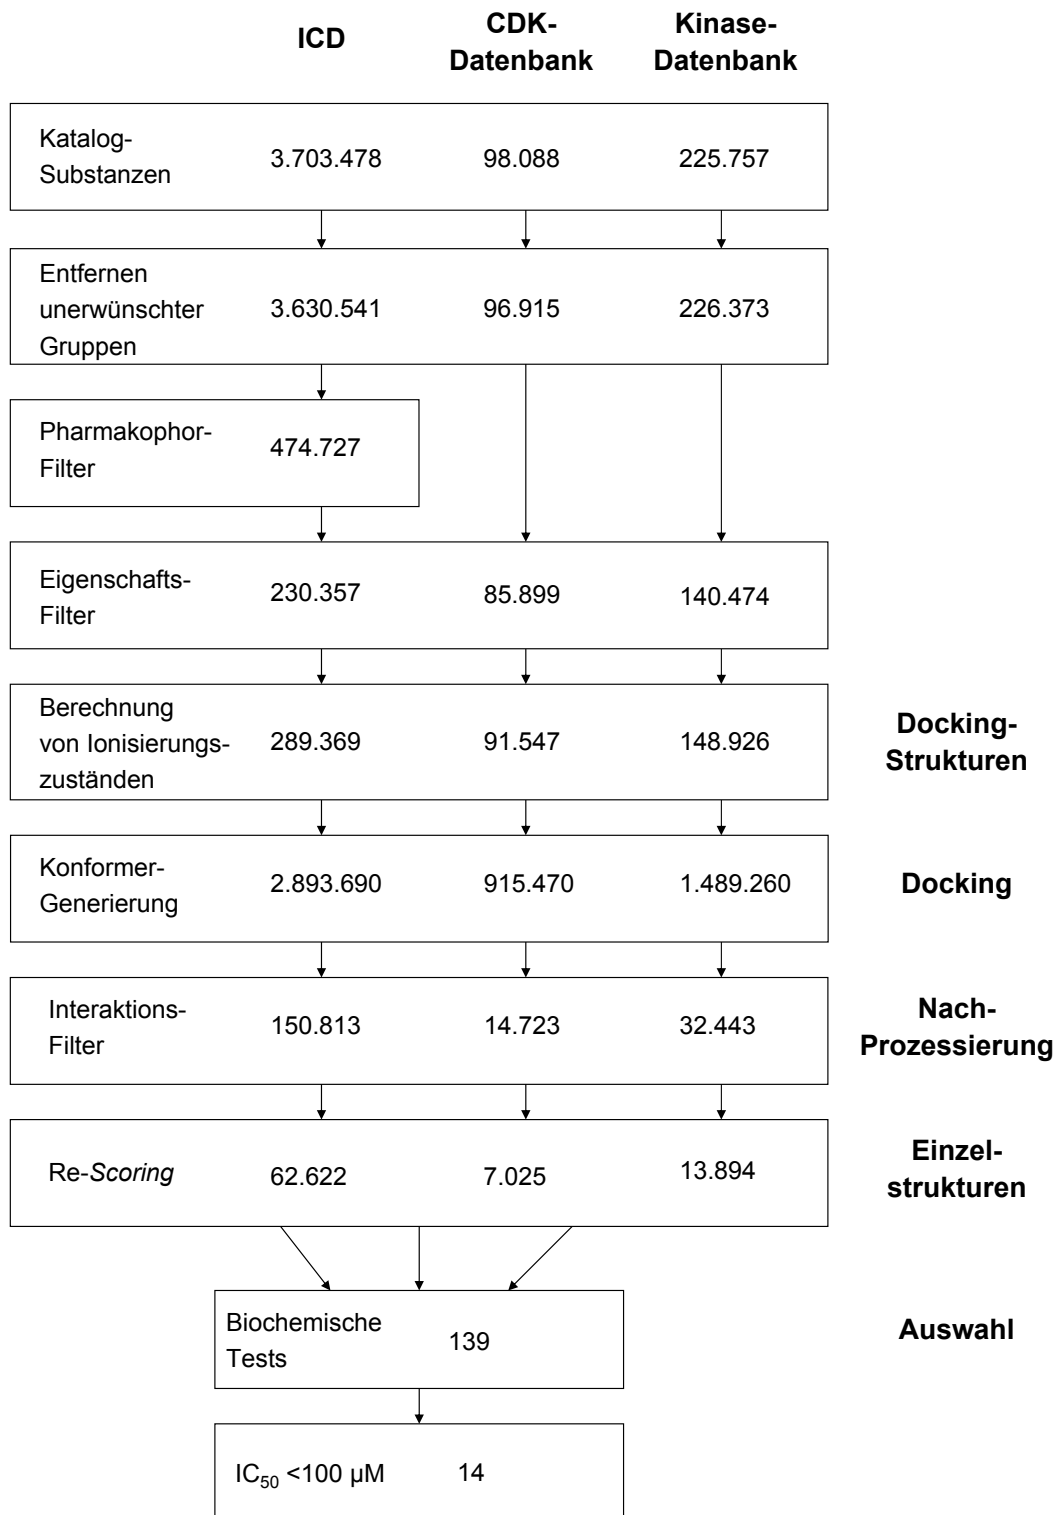 ICD
CDK-
Datenbank
Kinase-
Datenbank
Katalog-
Substanzen
3.703.478
98.088
225.757
Entfernen
unerwünschter
Gruppen
3.630.541
96.915
226.373
Pharmakophor-
Filter
474.727
Eigenschafts-
Filter
230.357
85.899
140.474
Berechnung
von Ionisierungs-
zuständen
289.369
91.547
148.926
Docking-
Strukturen
Konformer-
Generierung
2.893.690
915.470
1.489.260
Docking
Interaktions-
Filter
150.813
14.723
32.443
Nach-
Prozessierung
Re-Scoring
62.622
7.025
13.894
Einzel-
strukturen
Biochemische
Tests
139
Auswahl
IC50 <100 µM
14